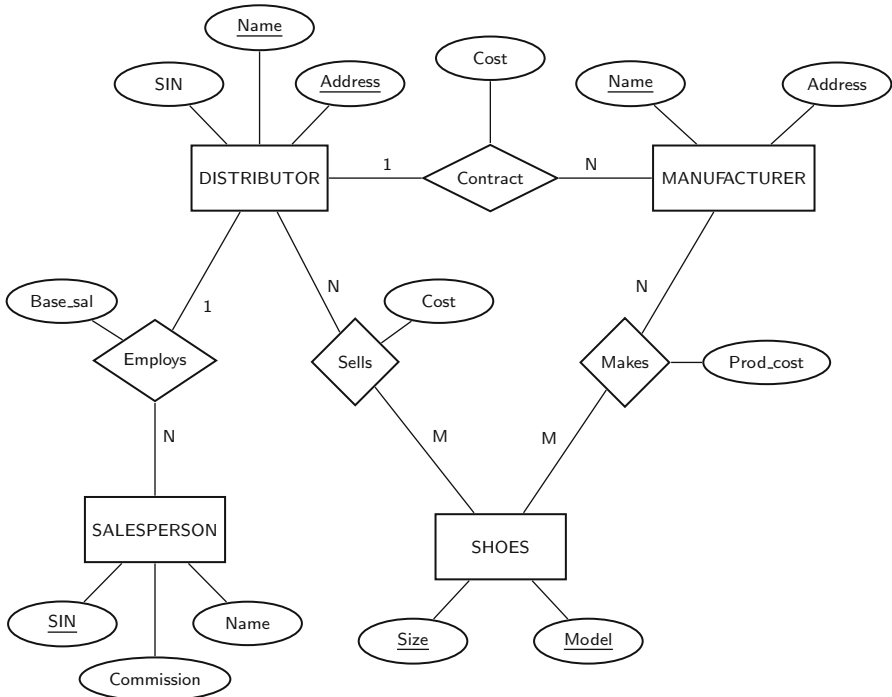 Name
Cost
SIN
Address
Name
Address
DISTRIBUTOR
1
Contract
N
MANUFACTURER
Base_sal
1
N
Cost
N
Employs
Sells
Makes
Prod_cost
N
M
M
SALESPERSON
SHOES
SIN
Name
Size
Model
Commission